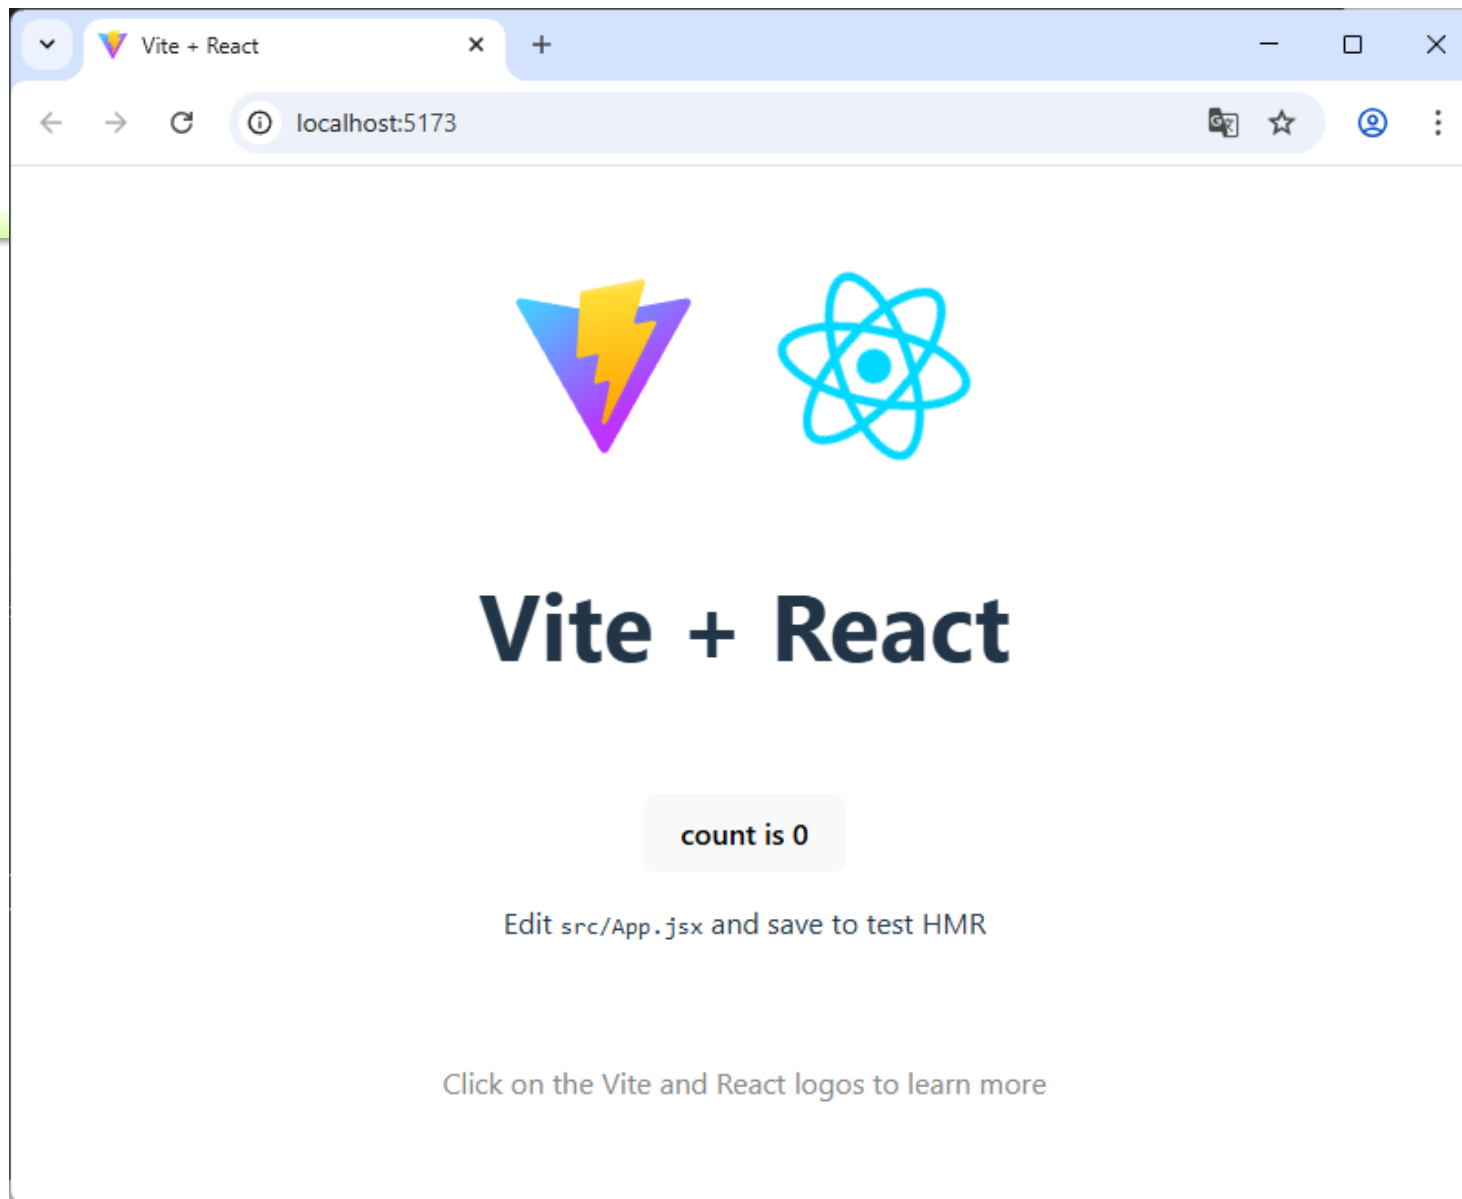 Vite + React
localhost:5173
Vite + React
count is 0
Edit src/App.jsx and save to test HMR
Click on the Vite and React logos to learn more